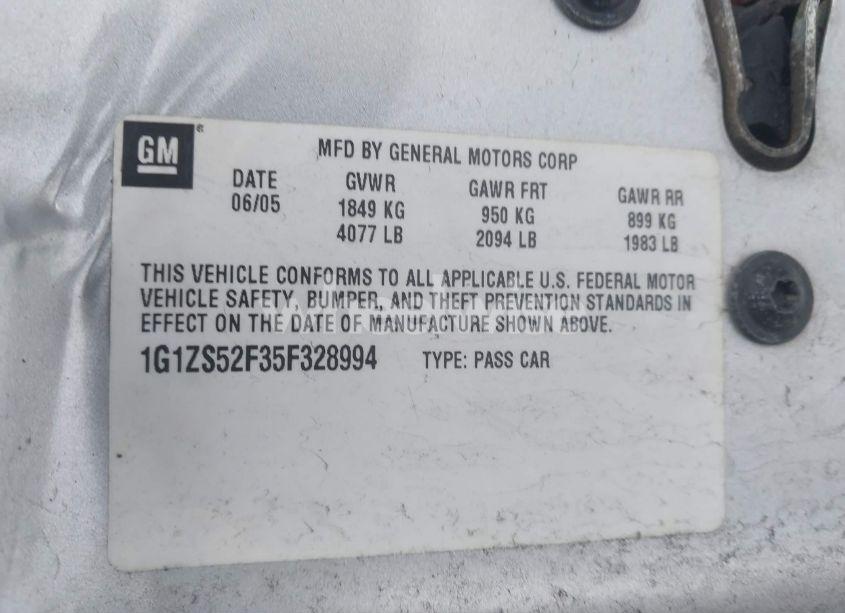 GM®
MFD BY GENERAL MOTORS CORP
DATE GVWR GAWR FRT GAWR RR
06/05 1849 KG 950 KG 899 KG
4077 LB 2094 LB 1983 LB
THIS VEHICLE CONFORMS TO ALL APPLICABLE U.S. FEDERAL MOTOR
VEHICLE SAFETY, BUMPER, AND THEFT PREVENTION STANDARDS IN
EFFECT ON THE DATE OF MANUFACTURE SHOWN ABOVE.
1G1ZS52F35F328994 TYPE: PASS CAR